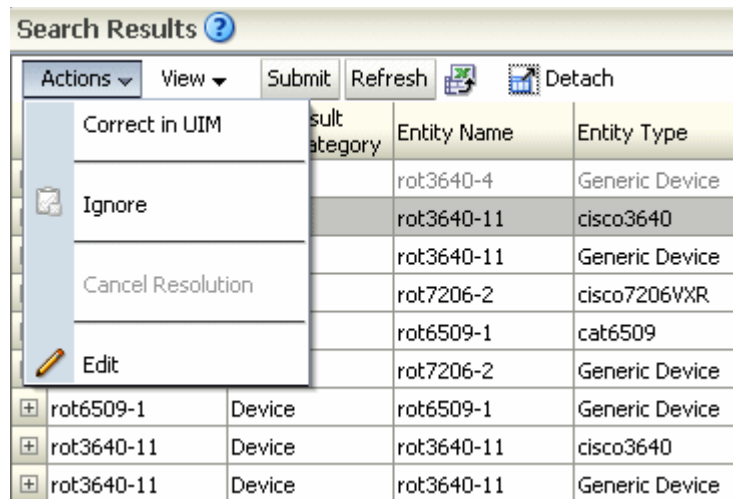 Search Results
Actions View Submit Refresh Detach
Correct in UIM
Ignore
Cancel Resolution
Edit
Entity Name Entity Type
rot3640-4 Generic Device
rot3640-11 cisco3640
rot3640-11 Generic Device
rot7206-2 cisco7206VXR
rot6509-1 cat6509
rot7206-2 Generic Device
rot6509-1 Device rot6509-1 Generic Device
rot3640-11 Device rot3640-11 cisco3640
rot3640-11 Device rot3640-11 Generic Device